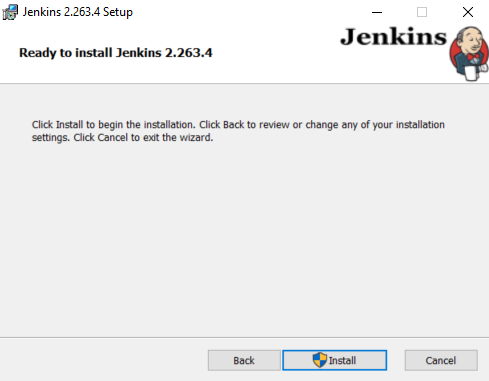 Jenkins 2.263.4 Setup
Jenkins
Ready to install Jenkins 2.263.4
Click Install to begin the installation. Click Back to review or change any of your installation
settings. Click Cancel to exit the wizard.
Back
Install
Cancel